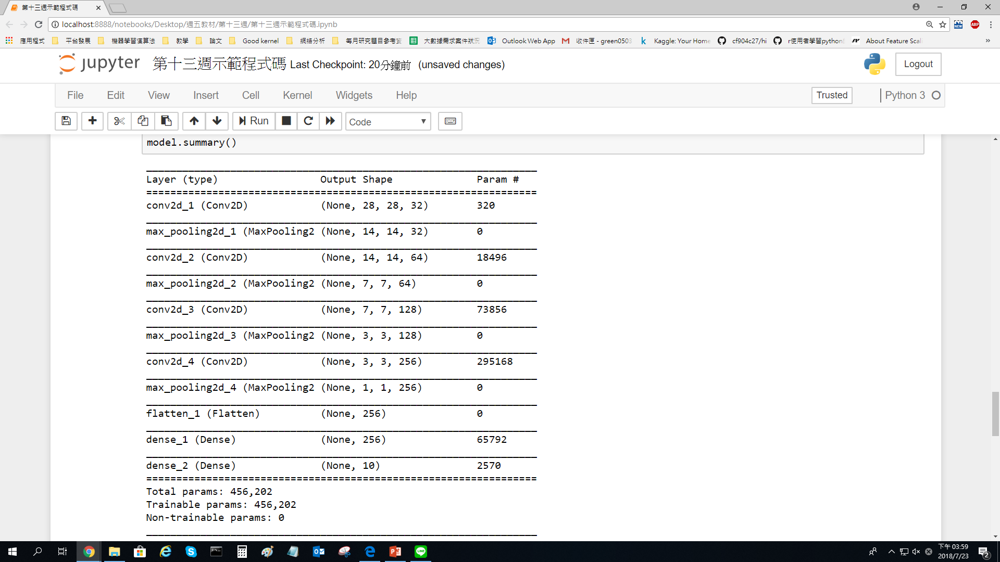 第十三週示範程式碼
localhost:8888/notebooks/Desktop/週五教材/第十三週/第十三週示範程式碼.ipynb
應用程式 平台發展 機器學習演算法 教學 論文 Good kernel 網絡分析 每月研究題目參考資 大數據需求案件狀況 Outlook Web App 收件匣 - green0503 Kaggle: Your Home cf904c27/hi r使用者學習python About Feature Scal »
jupyter 第十三週示範程式碼 Last Checkpoint: 20分鐘前 (unsaved changes) Logout
File Edit View Insert Cell Kernel Widgets Help Trusted Python 3
Run Code
model.summary()
Layer (type) Output Shape Param #
=================================================================
conv2d_1 (Conv2D) (None, 28, 28, 32) 320
max_pooling2d_1 (MaxPooling2 (None, 14, 14, 32) 0
conv2d_2 (Conv2D) (None, 14, 14, 64) 18496
max_pooling2d_2 (MaxPooling2 (None, 7, 7, 64) 0
conv2d_3 (Conv2D) (None, 7, 7, 128) 73856
max_pooling2d_3 (MaxPooling2 (None, 3, 3, 128) 0
conv2d_4 (Conv2D) (None, 3, 3, 256) 295168
max_pooling2d_4 (MaxPooling2 (None, 1, 1, 256) 0
flatten_1 (Flatten) (None, 256) 0
dense_1 (Dense) (None, 256) 65792
dense_2 (Dense) (None, 10) 2570
=================================================================
Total params: 456,202
Trainable params: 456,202
Non-trainable params: 0
下午 03:59
2018/7/23
2